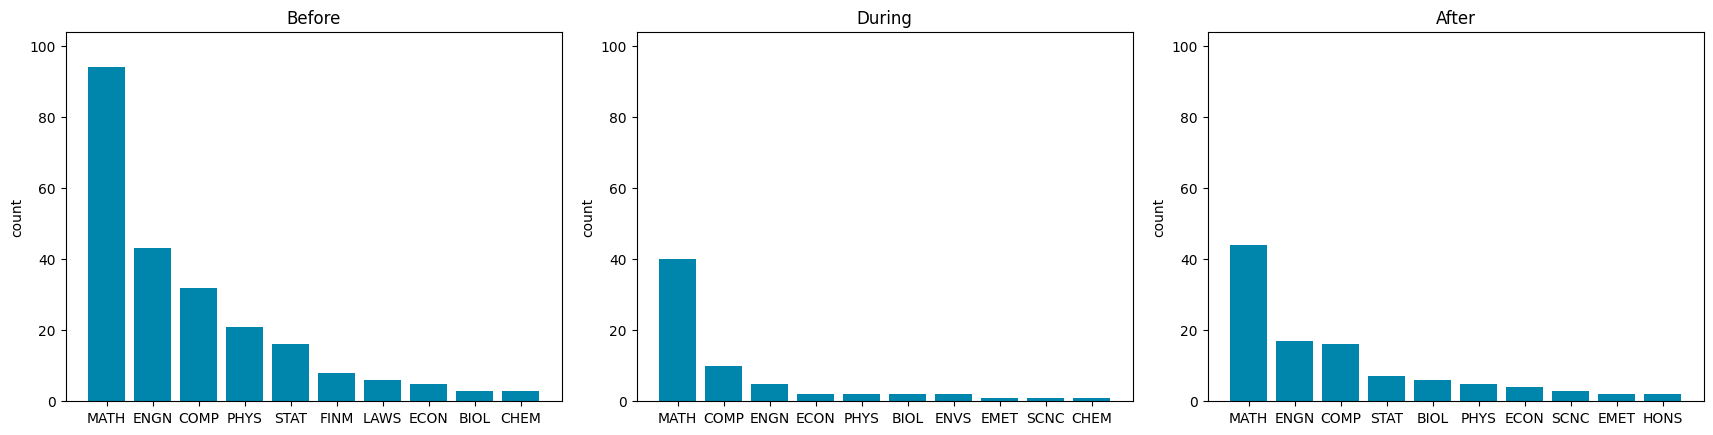 Before
count
100
80
60
40
20
0
MATH ENGN COMP PHYS STAT FINM LAWS ECON BIOL CHEM
During
count
100
80
60
40
20
0
MATH COMP ENGN ECON PHYS BIOL ENVS EMET SCNC CHEM
After
count
100
80
60
40
20
0
MATH ENGN COMP STAT BIOL PHYS ECON SCNC EMET HONS